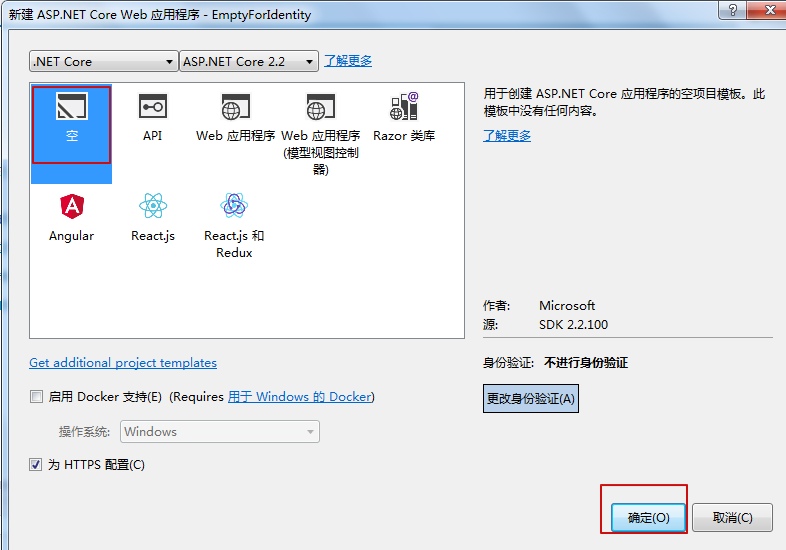 新建 ASP.NET Core Web 应用程序 - EmptyForIdentity
.NET Core
ASP.NET Core 2.2
了解更多
空
API
Web 应用程序
Web 应用程序
(模型视图控制
器)
Razor 类库
Angular
React.js
React.js 和
Redux
用于创建 ASP.NET Core 应用程序的空项目模板。此
模板中没有任何内容。
了解更多
作者: Microsoft
源: SDK 2.2.100
Get additional project templates
身份验证: 不进行身份验证
启用 Docker 支持(E) (Requires 用于 Windows 的 Docker)
更改身份验证(A)
操作系统: Windows
为 HTTPS 配置(C)
确定(O)
取消(C)